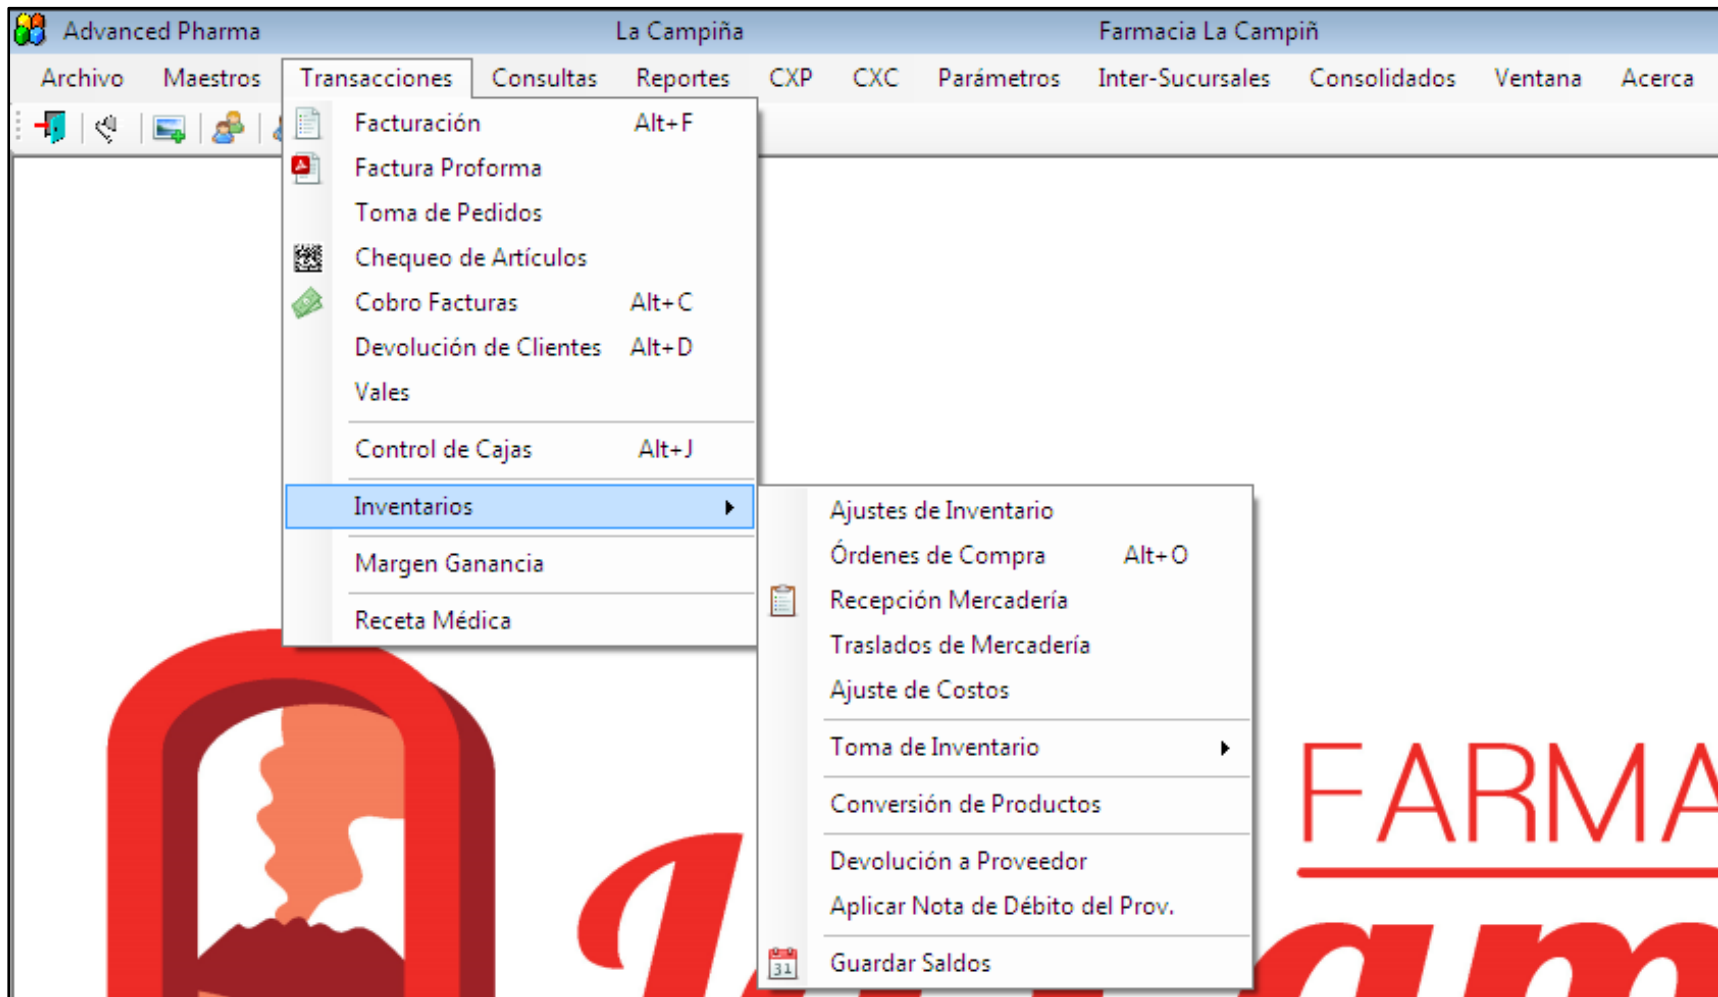 Advanced Pharma La Campiña Farmacia La Campiñ
Archivo Maestros Transacciones Consultas Reportes CXP CXC Parámetros Inter-Sucursales Consolidados Ventana Acerca
Facturación Alt+F
Factura Proforma
Toma de Pedidos
Chequeo de Artículos
Cobro Facturas Alt+C
Devolución de Clientes Alt+D
Vales
Control de Cajas Alt+J
Inventarios
Margen Ganancia
Receta Médica
Ajustes de Inventario
Órdenes de Compra Alt+O
Recepción Mercadería
Traslados de Mercadería
Ajuste de Costos
Toma de Inventario
Conversión de Productos
Devolución a Proveedor
Aplicar Nota de Débito del Prov.
31 Guardar Saldos
FARMA